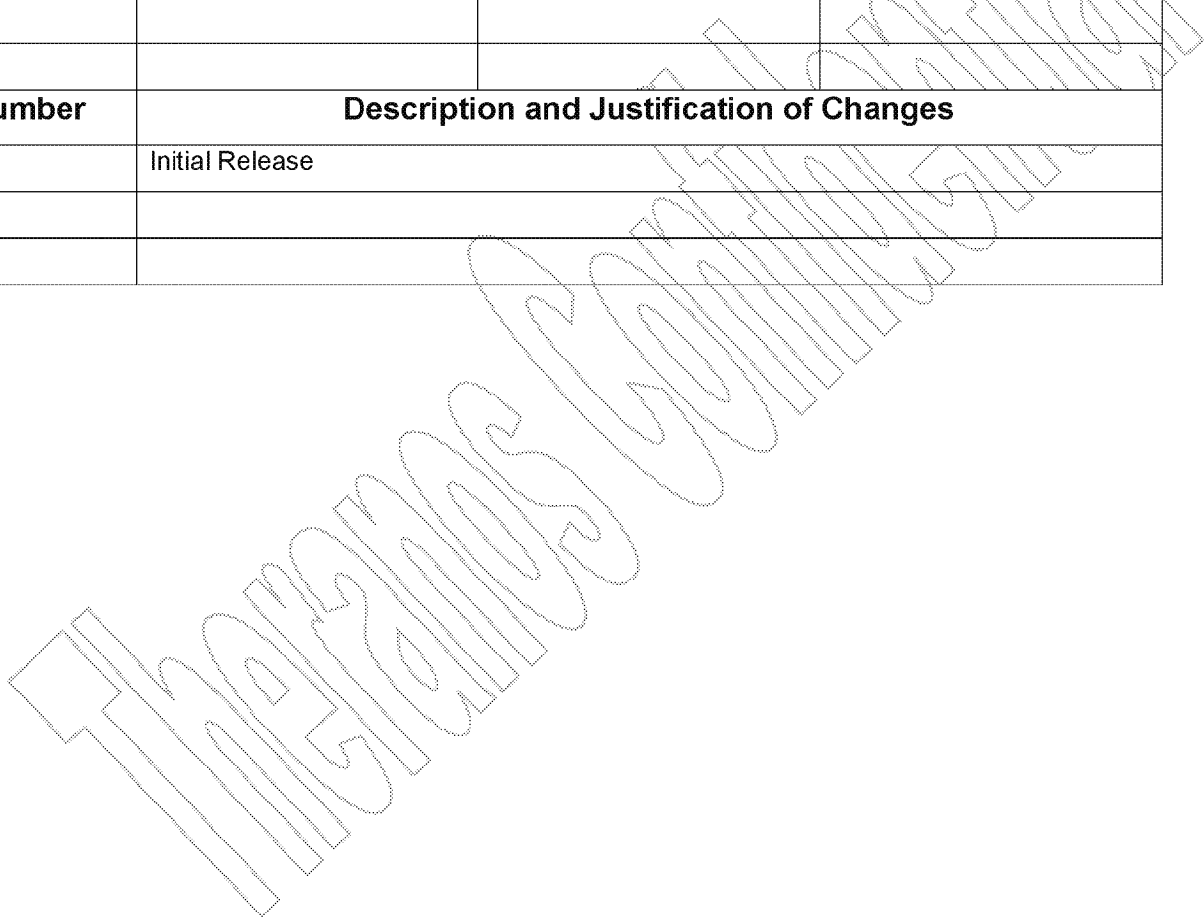 umber Description and Justification of Changes
Initial Release
Theranos Confidential